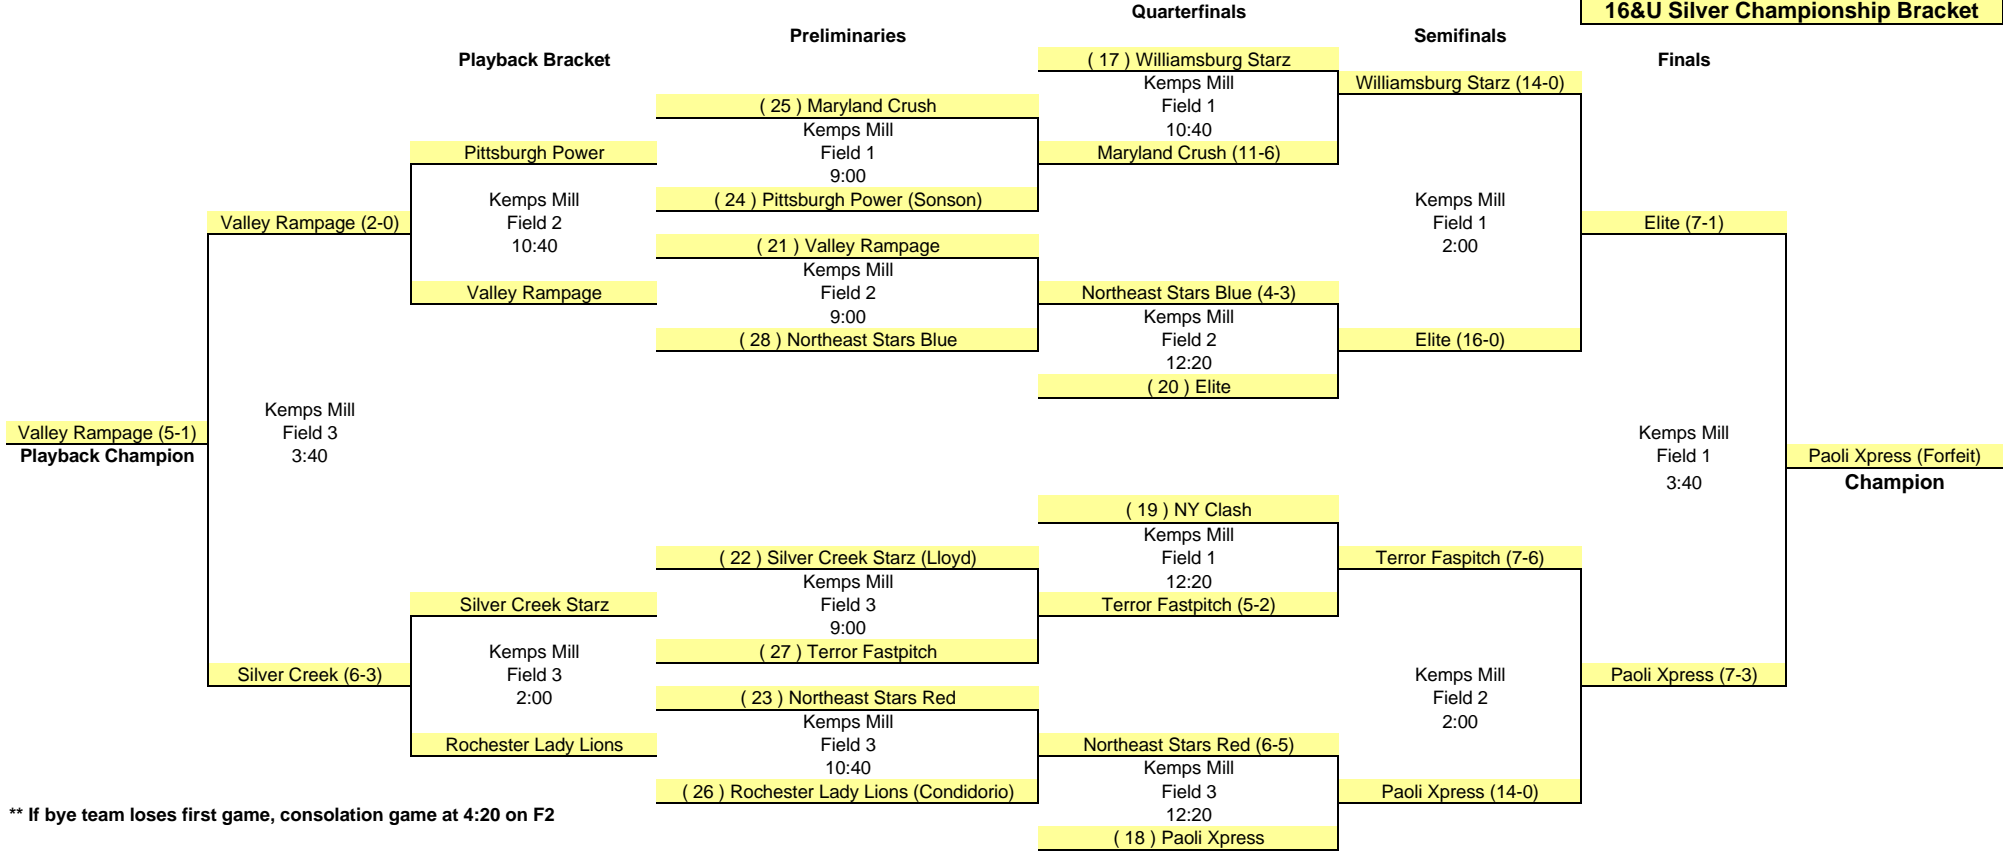 16&U Silver Championship Bracket
Quarterfinals
Preliminaries
Semifinals
Playback Bracket
( 17 ) Williamsburg Starz
Finals
Kemps Mill
Williamsburg Starz (14-0)
( 25 ) Maryland Crush
Field 1
Kemps Mill
10:40
Pittsburgh Power
Field 1
Maryland Crush (11-6)
9:00
Kemps Mill
( 24 ) Pittsburgh Power (Sonson)
Kemps Mill
Valley Rampage (2-0)
Field 2
Field 1
Elite (7-1)
10:40
( 21 ) Valley Rampage
2:00
Kemps Mill
Valley Rampage
Field 2
Northeast Stars Blue (4-3)
9:00
Kemps Mill
( 28 ) Northeast Stars Blue
Field 2
Elite (16-0)
12:20
( 20 ) Elite
Kemps Mill
Valley Rampage (5-1)
Field 3
Kemps Mill
Playback Champion
3:40
Field 1
Paoli Xpress (Forfeit)
3:40
Champion
( 19 ) NY Clash
Kemps Mill
( 22 ) Silver Creek Starz (Lloyd)
Field 1
Terror Faspitch (7-6)
Kemps Mill
12:20
Silver Creek Starz
Field 3
Terror Fastpitch (5-2)
9:00
Kemps Mill
( 27 ) Terror Fastpitch
Silver Creek (6-3)
Field 3
Kemps Mill
Paoli Xpress (7-3)
2:00
( 23 ) Northeast Stars Red
Field 2
Kemps Mill
2:00
Rochester Lady Lions
Field 3
Northeast Stars Red (6-5)
10:40
Kemps Mill
( 26 ) Rochester Lady Lions (Condidorio)
Field 3
Paoli Xpress (14-0)
** If bye team loses first game, consolation game at 4:20 on F2
12:20
( 18 ) Paoli Xpress